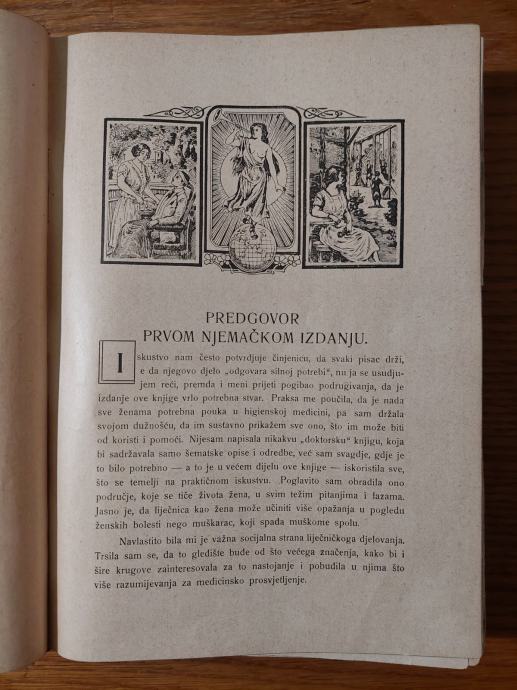 PREDGOVOR
PRVOM NJEMAČKOM IZDANJU.
Iskustvo nam često potvrdjuje činjenicu, da svaki pisac drži,
e da njegovo djelo „odgovara silnoj potrebi“, nu ja se usudju-
jem reći, premda i meni prijeti pogibao podrugivanja, da je
izdanje ove knjige vrlo potrebna stvar. Praksa me poučila, da je nada
sve ženama potrebna pouka u higienskoj medicini, pa sam držala
svojom dužnošću, da im sustavno prikažem sve ono, što im može biti
od koristi i pomoći. Nijesam napisala nikakvu „doktorsku“ knjigu, koja
bi sadržavala samo šematske opise i odredbe, već sam svagdje, gdje je
to bilo potrebno — a to je u većem dijelu ove knjige — iskoristila sve,
što se temelji na praktičnom iskustvu. Poglavito sam obradila ono
područje, koje se tiče života žena, u svim težim pitanjima i fazama.
Jasno je, da liječnica kao žena može učiniti više opažanja u pogledu
ženskih bolesti nego muškarac, koji spada muškome spolu.
Navlastito bila mi je važna socijalna strana liječničkoga djelovanja.
Trsila sam se, da to gledište bude od što većega značenja, kako bi i
šire krugove zainteresovala za to nastojanje i pobudila u njima što
više razumijevanja za medicinsko prosvjetljenje.